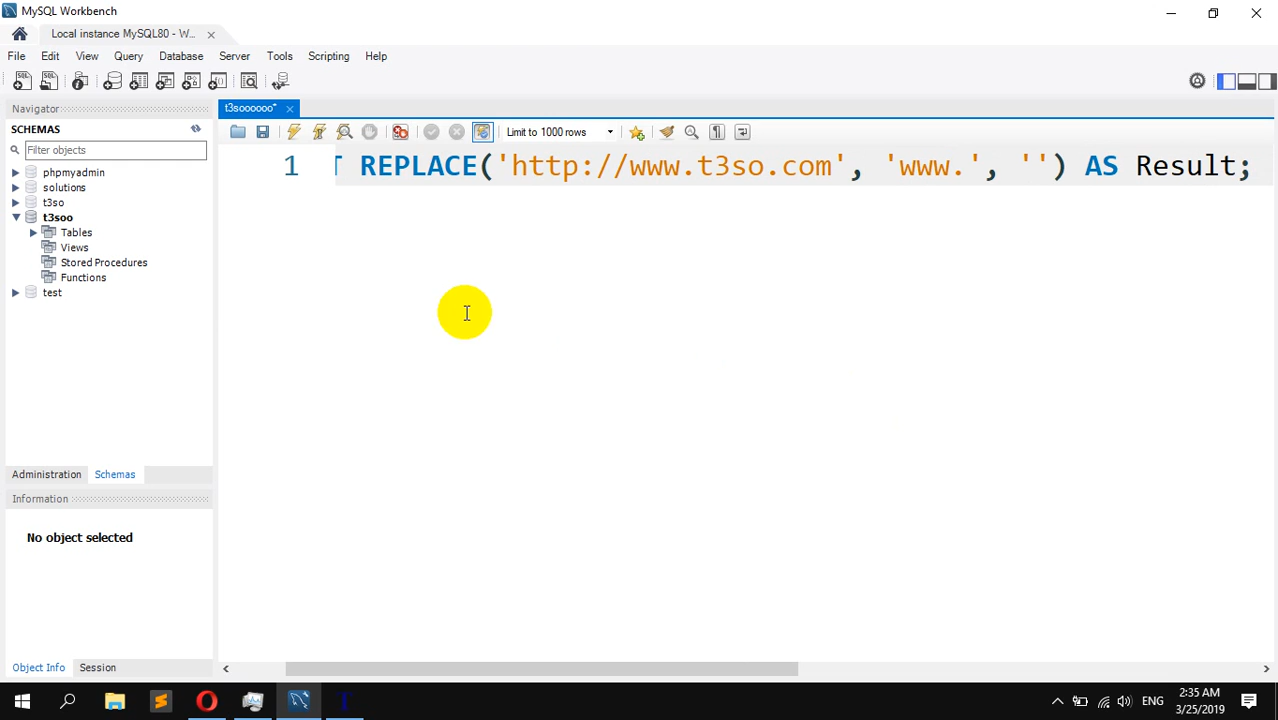 MySQL Workbench
Local instance MySQL80 - W...
File Edit View Query Database Server Tools Scripting Help
Navigator
t3soooooo*
SCHEMAS
Limit to 1000 rows
Filter objects
1 T REPLACE('http://www.t3so.com', 'www.', '') AS Result;
phpmyadmin
solutions
t3so
t3soo
Tables
Views
Stored Procedures
Functions
test
Administration Schemas
Information
No object selected
Object Info Session
ENG
2:35 AM
3/25/2019